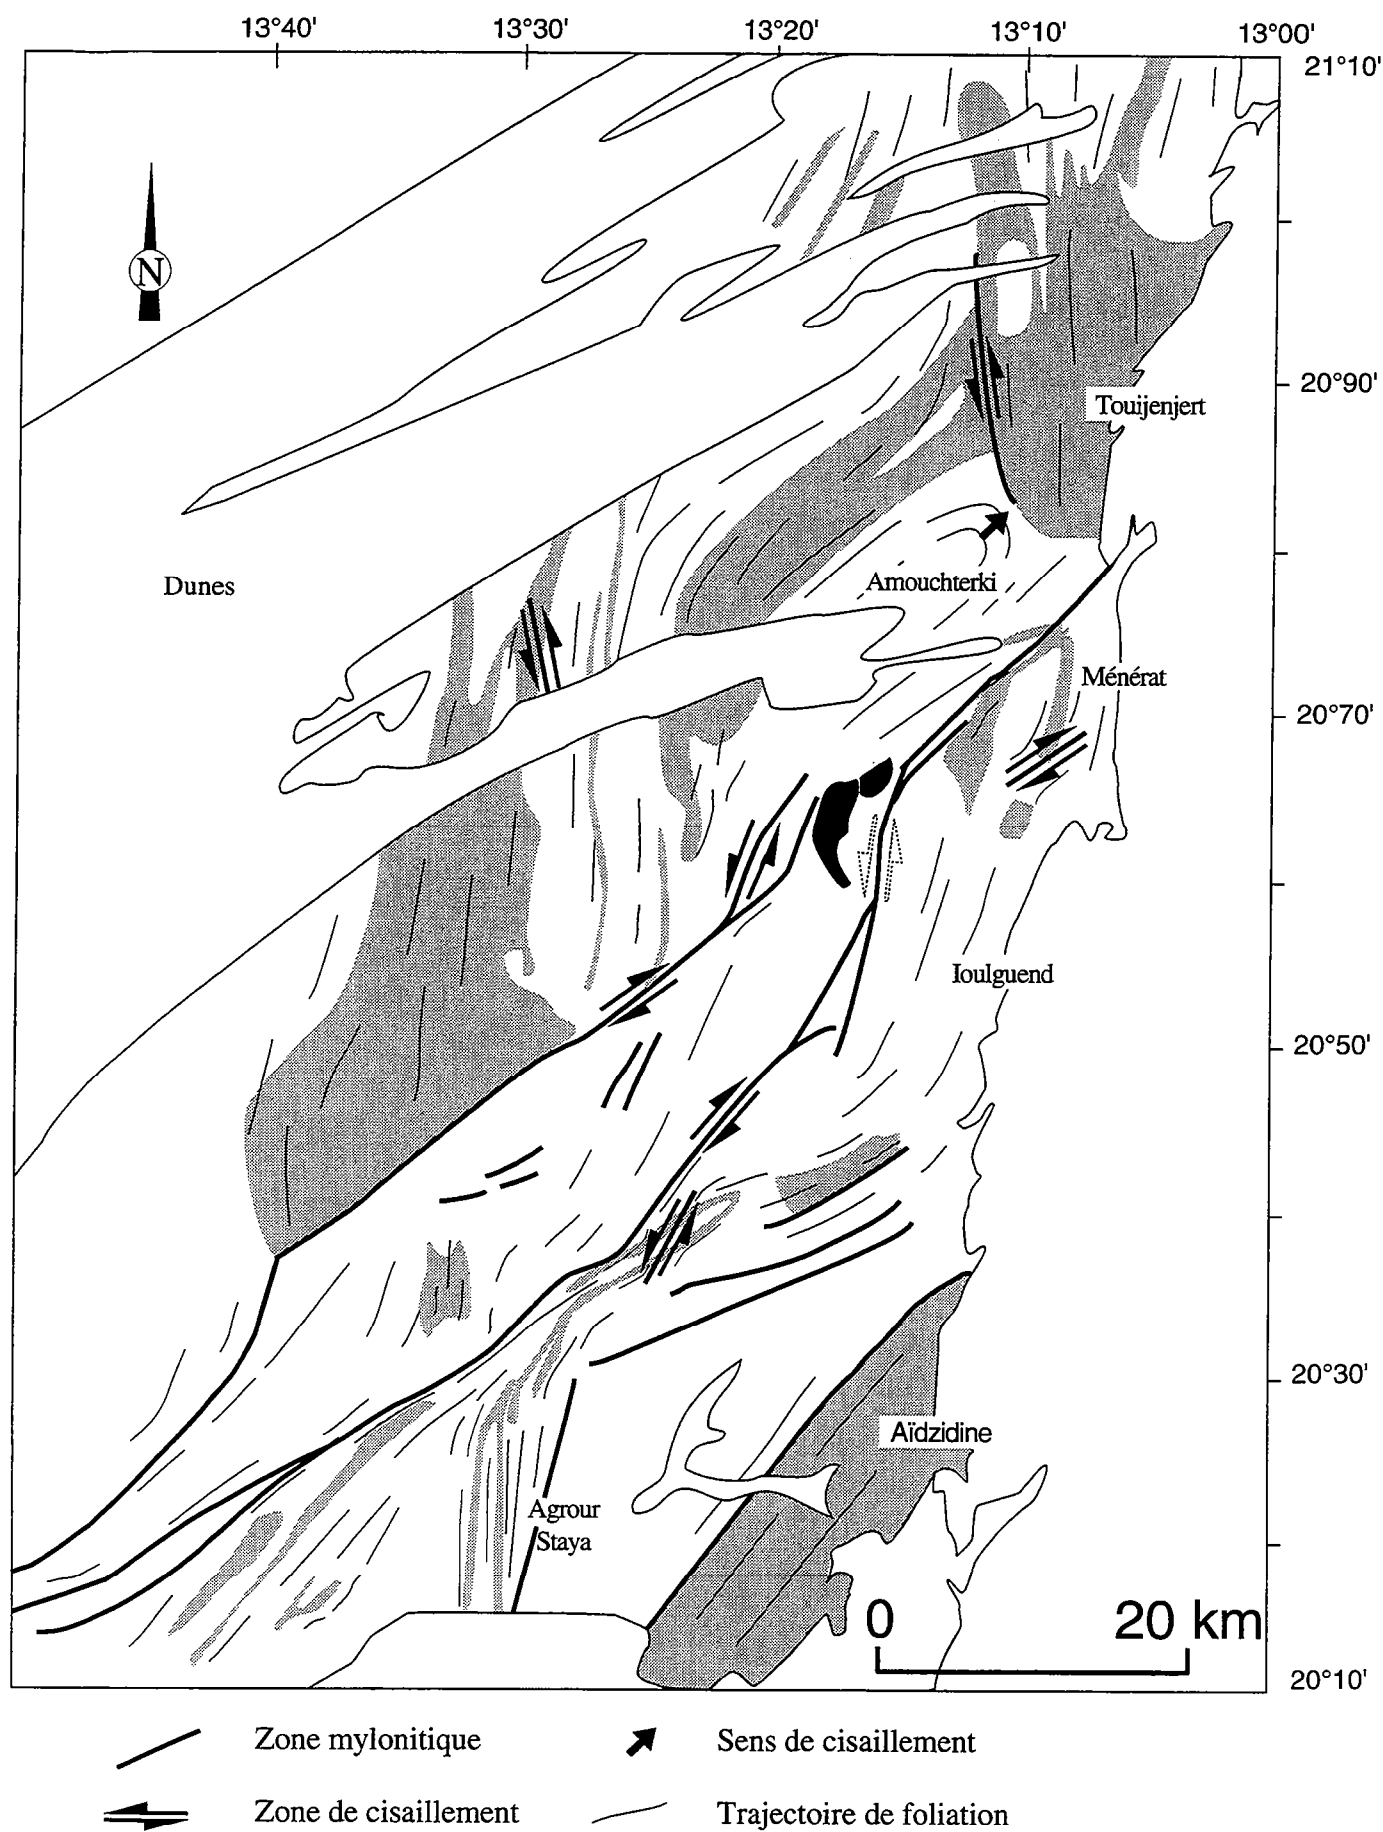 13°40' 13°30' 13°20' 13°10' 13°00'
21°10'
N
20°90'
Touijenjert
Dunes
Amouchterki
Ménérat
20°70'
Ioulguend
20°50'
20°30'
Aïdzidine
Agrour
Staya
0 20 km
20°10'
Zone mylonitique
Sens de cisaillement
Zone de cisaillement
Trajectoire de foliation